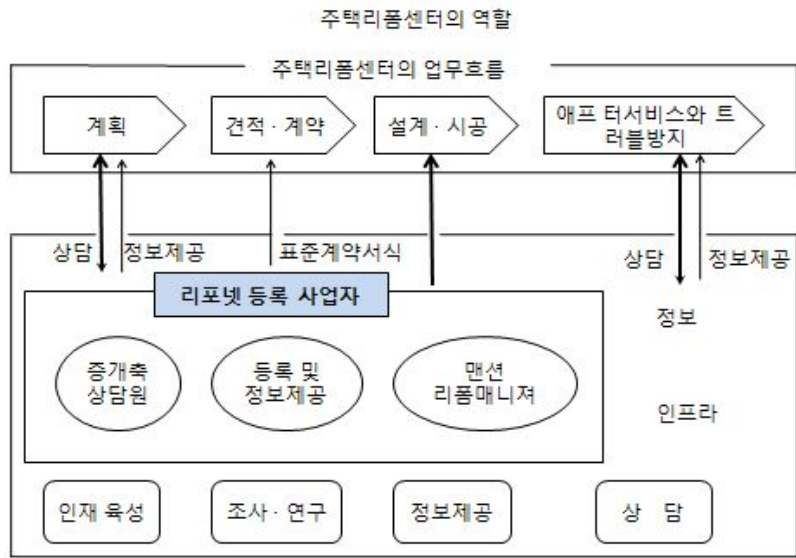 주택리폼센터의 역할
주택리폼센터의 업무흐름
계획
견적 · 계약
설계 · 시공
애프 터서비스와 트
러블방지
상담
정보제공
표준계약서식
상담
정보제공
리포넷 등록 사업자
정보
증개축
상담원
등록 및
정보제공
맨션
리폼매니져
인프라
인재 육성
조사 · 연구
정보제공
상 담